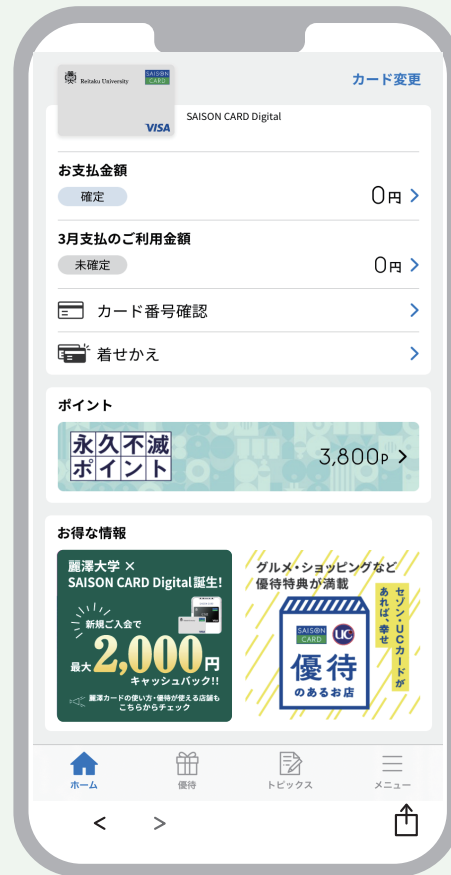 Reitaku University
SAISON CARD
VISA
カード変更
SAISON CARD Digital
お支払金額
確定
0円
3月支払のご利用金額
未確定
0円
カード番号確認
着せかえ
ポイント
永久不滅
ポイント
3,800P
お得な情報
麗澤大学 ×
SAISON CARD Digital誕生!
新規ご入会で
最大2,000円
キャッシュバック!!
麗澤カードの使い方・優待が使える店舗も
こちらからチェック
グルメ・ショッピングなど
優待特典が満載
セゾン・UCカードが
あれば、幸せ
SAISON CARD
UC
優待
のあるお店
ホーム
優待
トピックス
メニュー